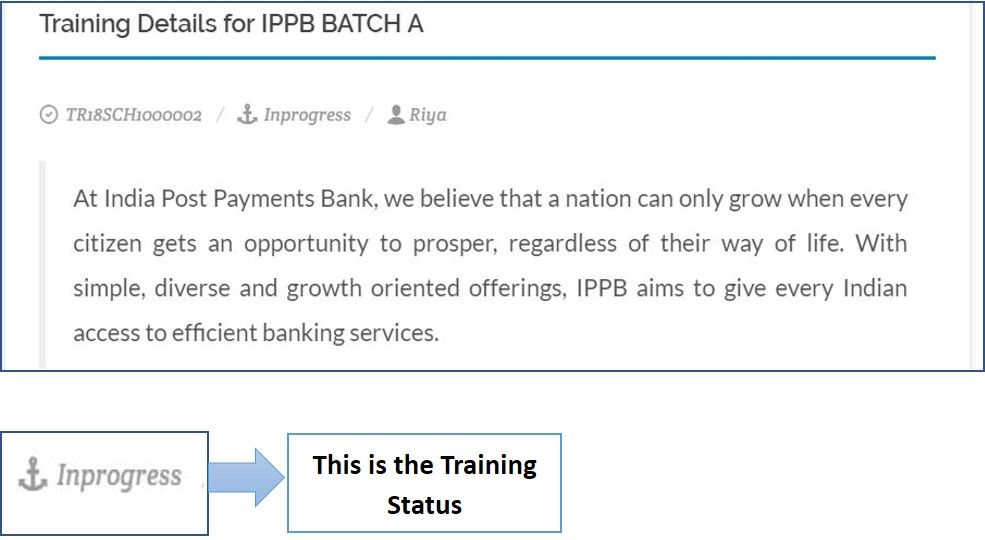 Training Details for IPPB BATCH A
TR18SCH1000002 / Inprogress / Riya
At India Post Payments Bank, we believe that a nation can only grow when every
citizen gets an opportunity to prosper, regardless of their way of life. With
simple, diverse and growth oriented offerings, IPPB aims to give every Indian
access to efficient banking services.
Inprogress
This is the Training
Status